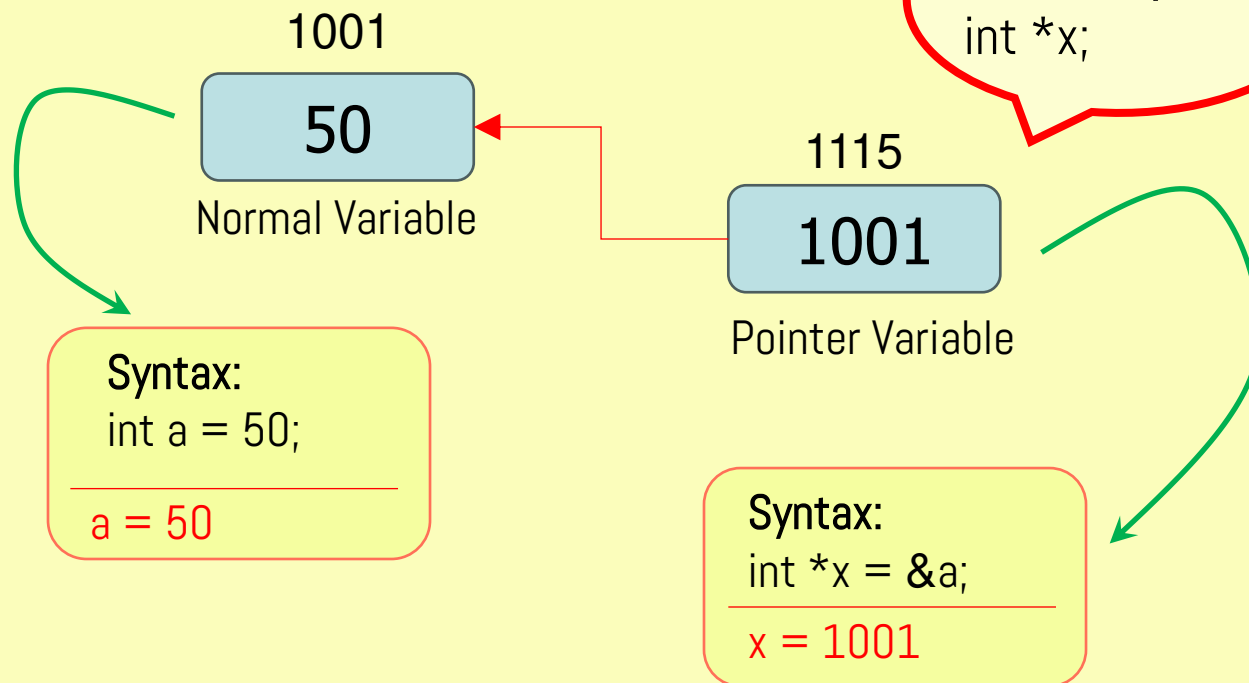 1001
int *x;
50
1115
Normal Variable
1001
Pointer Variable
Syntax:
int a = 50;
a = 50
Syntax:
int *x = &a;
x = 1001